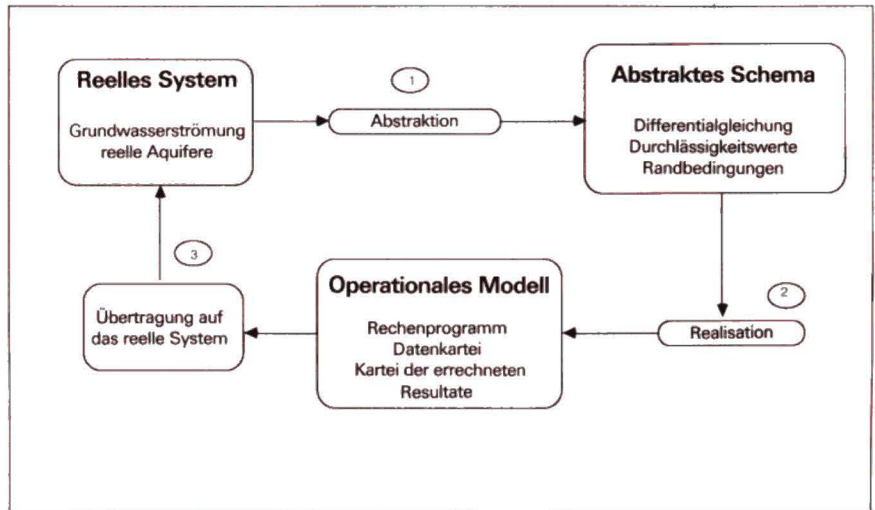 Reelles System
Grundwasserströmung
reelle Aquifere
1
Abstraktion
Abstraktes Schema
Differentialgleichung
Durchlässigkeitswerte
Randbedingungen
2
Realisation
Operationales Modell
Rechenprogramm
Datenkartei
Kartei der errechneten
Resultate
3
Übertragung auf
das reelle System